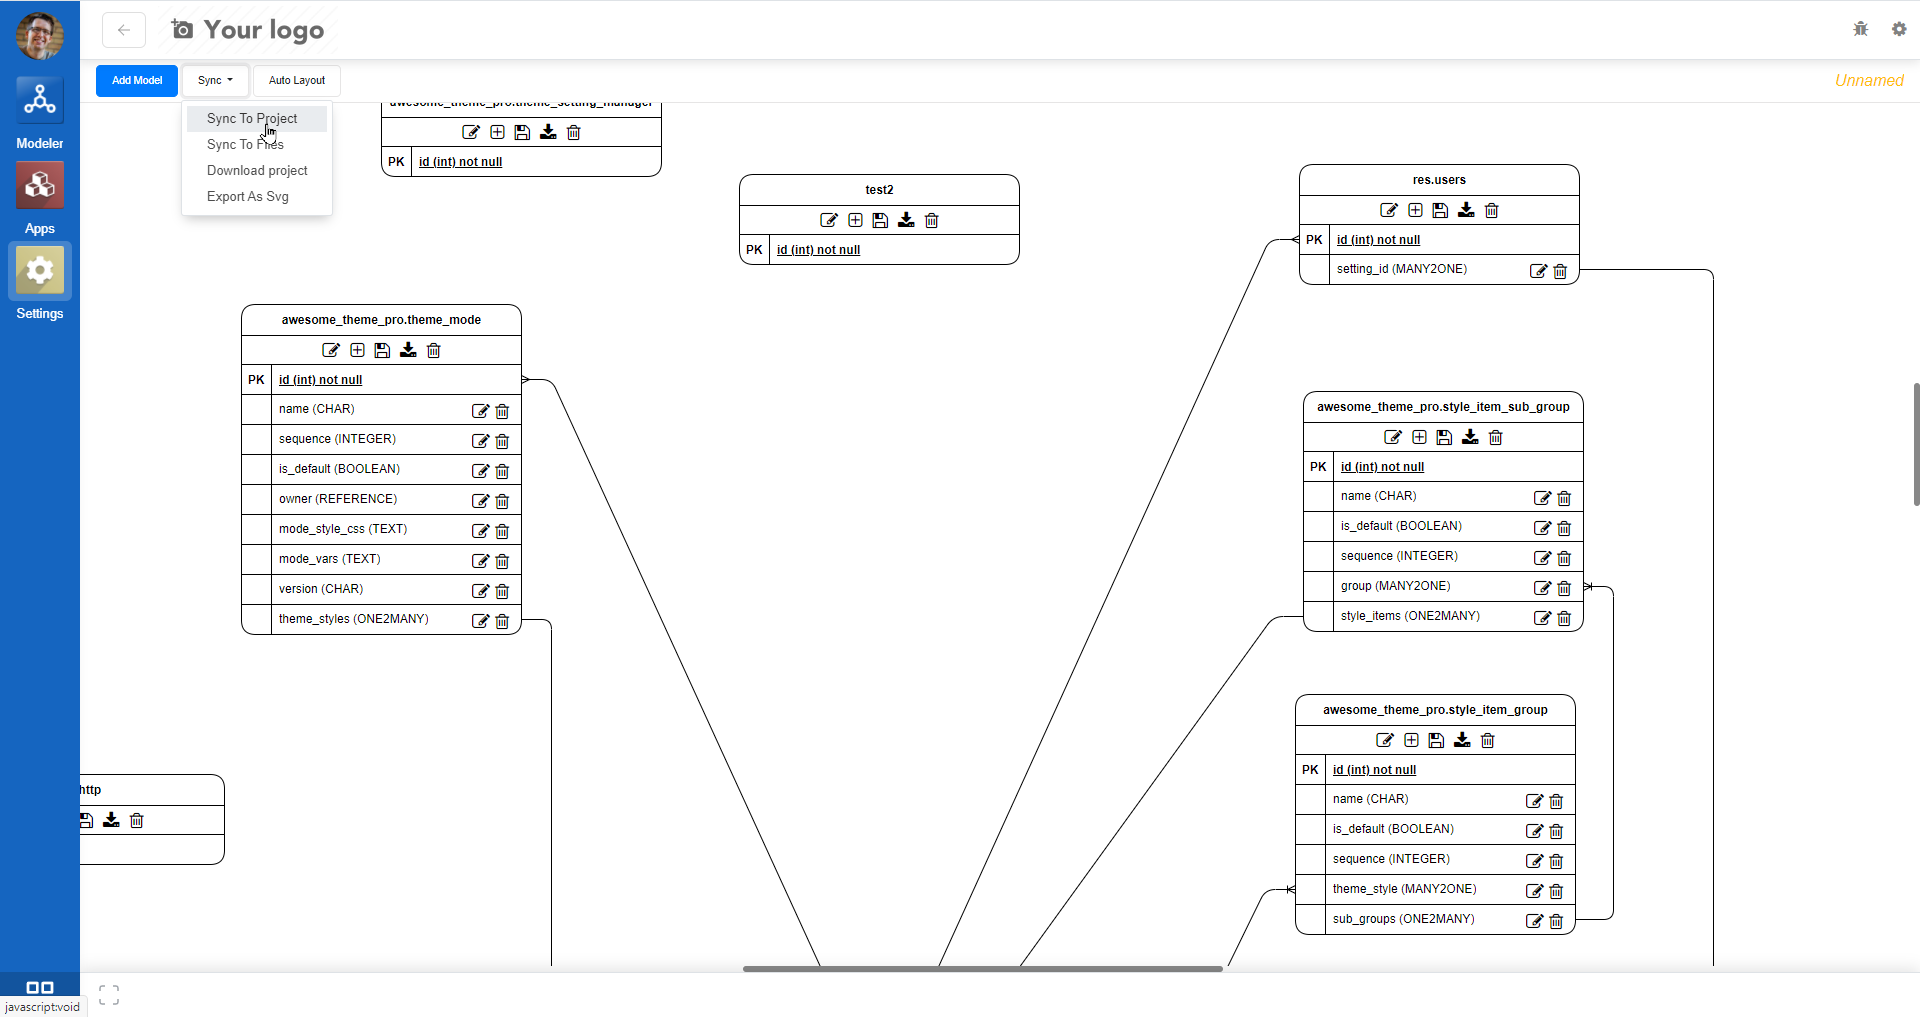 Your logo
Add Model
Sync
Auto Layout
Unnamed
Sync To Project
Sync To Files
Download project
Export As Svg
Modeler
Apps
Settings
awesome_theme_pro.theme_setting_manager
PK id (int) not null
test2
PK id (int) not null
res.users
PK id (int) not null
setting_id (MANY2ONE)
awesome_theme_pro.theme_mode
PK id (int) not null
name (CHAR)
sequence (INTEGER)
is_default (BOOLEAN)
owner (REFERENCE)
mode_style_css (TEXT)
mode_vars (TEXT)
version (CHAR)
theme_styles (ONE2MANY)
awesome_theme_pro.style_item_sub_group
PK id (int) not null
name (CHAR)
is_default (BOOLEAN)
sequence (INTEGER)
group (MANY2ONE)
style_items (ONE2MANY)
awesome_theme_pro.style_item_group
PK id (int) not null
name (CHAR)
is_default (BOOLEAN)
sequence (INTEGER)
theme_style (MANY2ONE)
sub_groups (ONE2MANY)
http
javascript:void